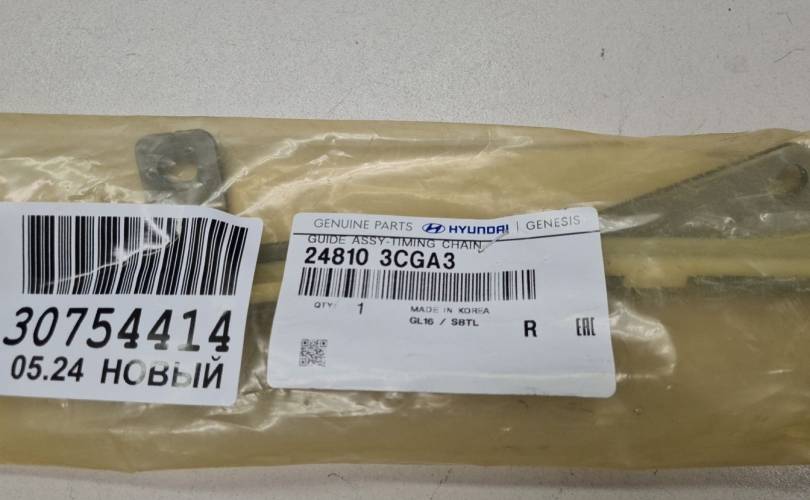 30754414
05.24 НОВЫЙ
GENUINE PARTS HYUNDAI | GENESIS
GUIDE ASSY-TIMING CHAIN
24810 3CGA3
QTY: 1 MADE IN KOREA
GL16 / SBTL
R EAC